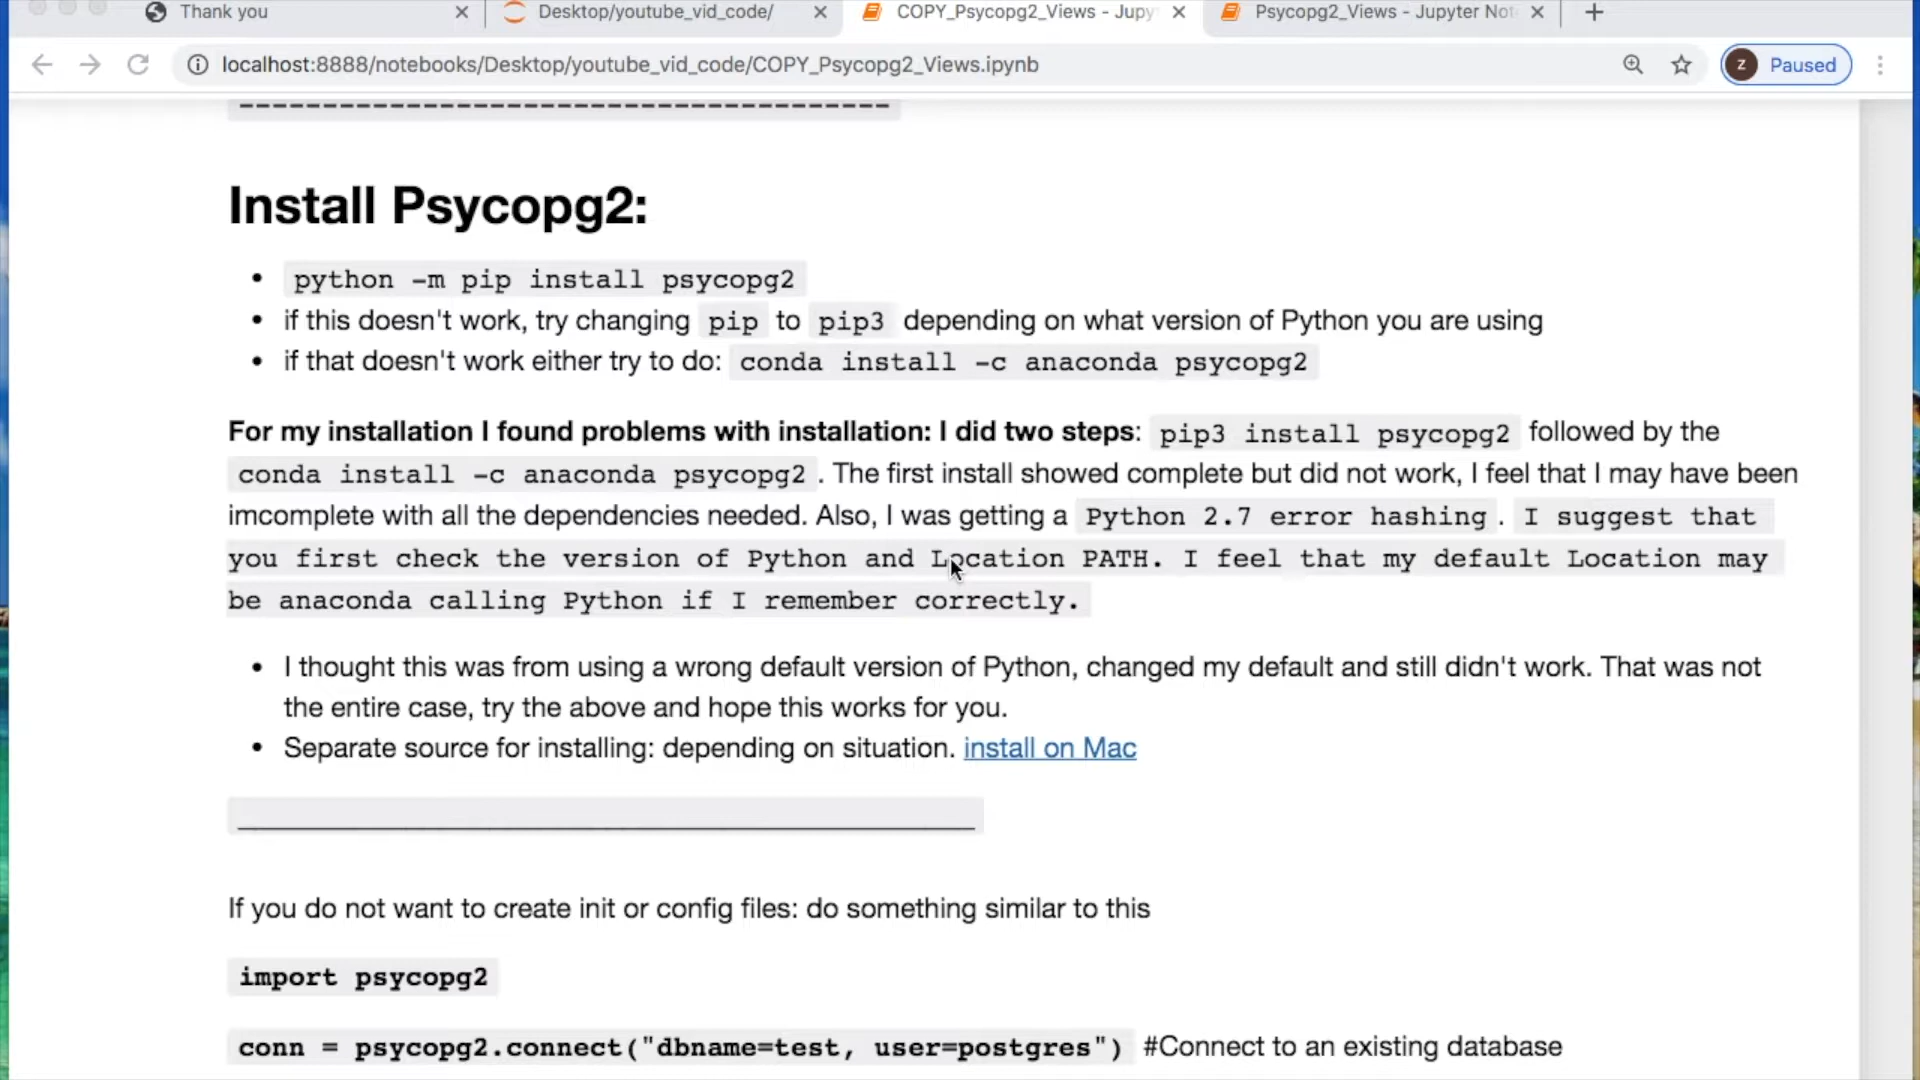 Thank you
Desktop/youtube_vid_code/
COPY_Psycopg2_Views - Jupy
Psycopg2_Views - Jupyter Not
localhost:8888/notebooks/Desktop/youtube_vid_code/COPY_Psycopg2_Views.ipynb
z Paused
----------------------------------------
Install Psycopg2:
• python -m pip install psycopg2
• if this doesn't work, try changing pip to pip3 depending on what version of Python you are using
• if that doesn't work either try to do: conda install -c anaconda psycopg2
For my installation I found problems with installation: I did two steps: pip3 install psycopg2 followed by the
conda install -c anaconda psycopg2. The first install showed complete but did not work, I feel that I may have been
imcomplete with all the dependencies needed. Also, I was getting a Python 2.7 error hashing. I suggest that
you first check the version of Python and Location PATH. I feel that my default Location may
be anaconda calling Python if I remember correctly.
• I thought this was from using a wrong default version of Python, changed my default and still didn't work. That was not
the entire case, try the above and hope this works for you.
• Separate source for installing: depending on situation. install on Mac
____________________________________________
If you do not want to create init or config files: do something similar to this
import psycopg2
conn = psycopg2.connect("dbname=test, user=postgres") #Connect to an existing database